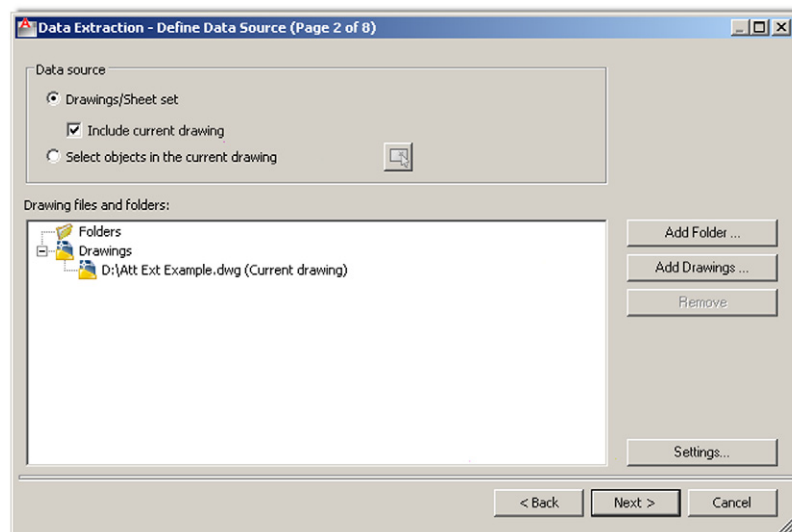 Data Extraction - Define Data Source (Page 2 of 8)
Data source
Drawings/Sheet set
Include current drawing
Select objects in the current drawing
Drawing files and folders:
Folders
Drawings
D:\Att Ext Example.dwg (Current drawing)
Add Folder ...
Add Drawings ...
Remove
Settings...
< Back
Next >
Cancel